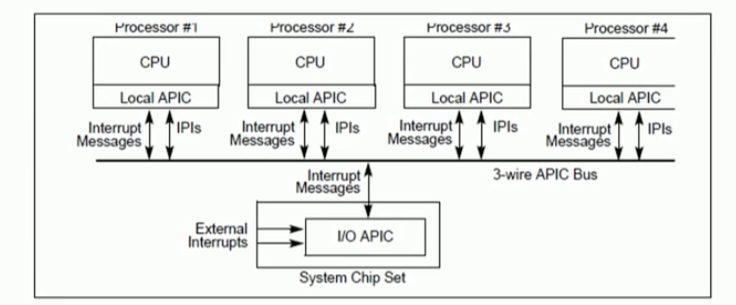 Processor #1 Processor #2 Processor #3 Processor #4
CPU CPU CPU CPU
Local APIC Local APIC Local APIC Local APIC
Interrupt Messages IPIs Interrupt Messages IPIs Interrupt Messages IPIs Interrupt Messages IPIs
Interrupt Messages
3-wire APIC Bus
External Interrupts
I/O APIC
System Chip Set